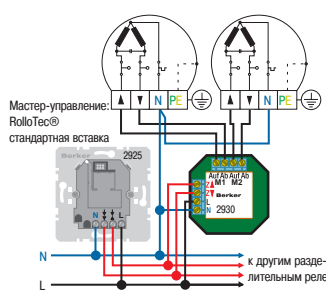 N PE
N PE
Мастер-управление:
RolloTec®
стандартная вставка
Berker
2925
N
L
Auf Ab Auf Ab
M1 M2
Berker
Z
Z
L
N
2930
N
L
к другим разде-
лительным реле